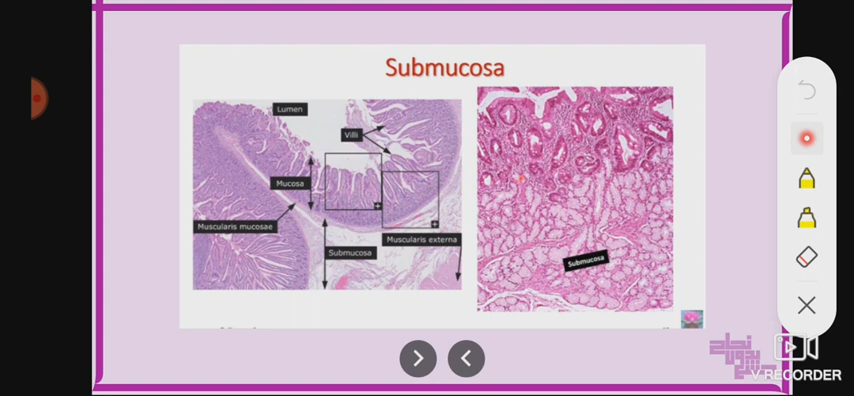 Submucosa
Lumen
Villi
Mucosa
Muscularis mucosae
Muscularis externa
Submucosa
Submucosa
V RECORDER